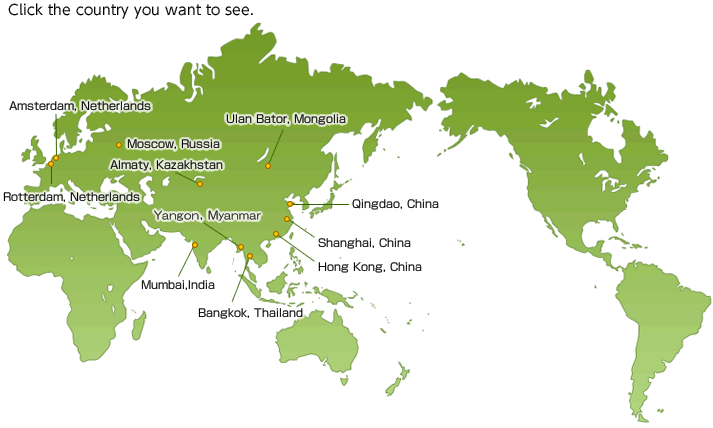 Click the country you want to see.
Amsterdam, Netherlands
Ulan Bator, Mongolia
Moscow, Russia
Almaty, Kazakhstan
Rotterdam, Netherlands
Qingdao, China
Yangon, Myanmar
Shanghai, China
Hong Kong, China
Mumbai,India
Bangkok, Thailand